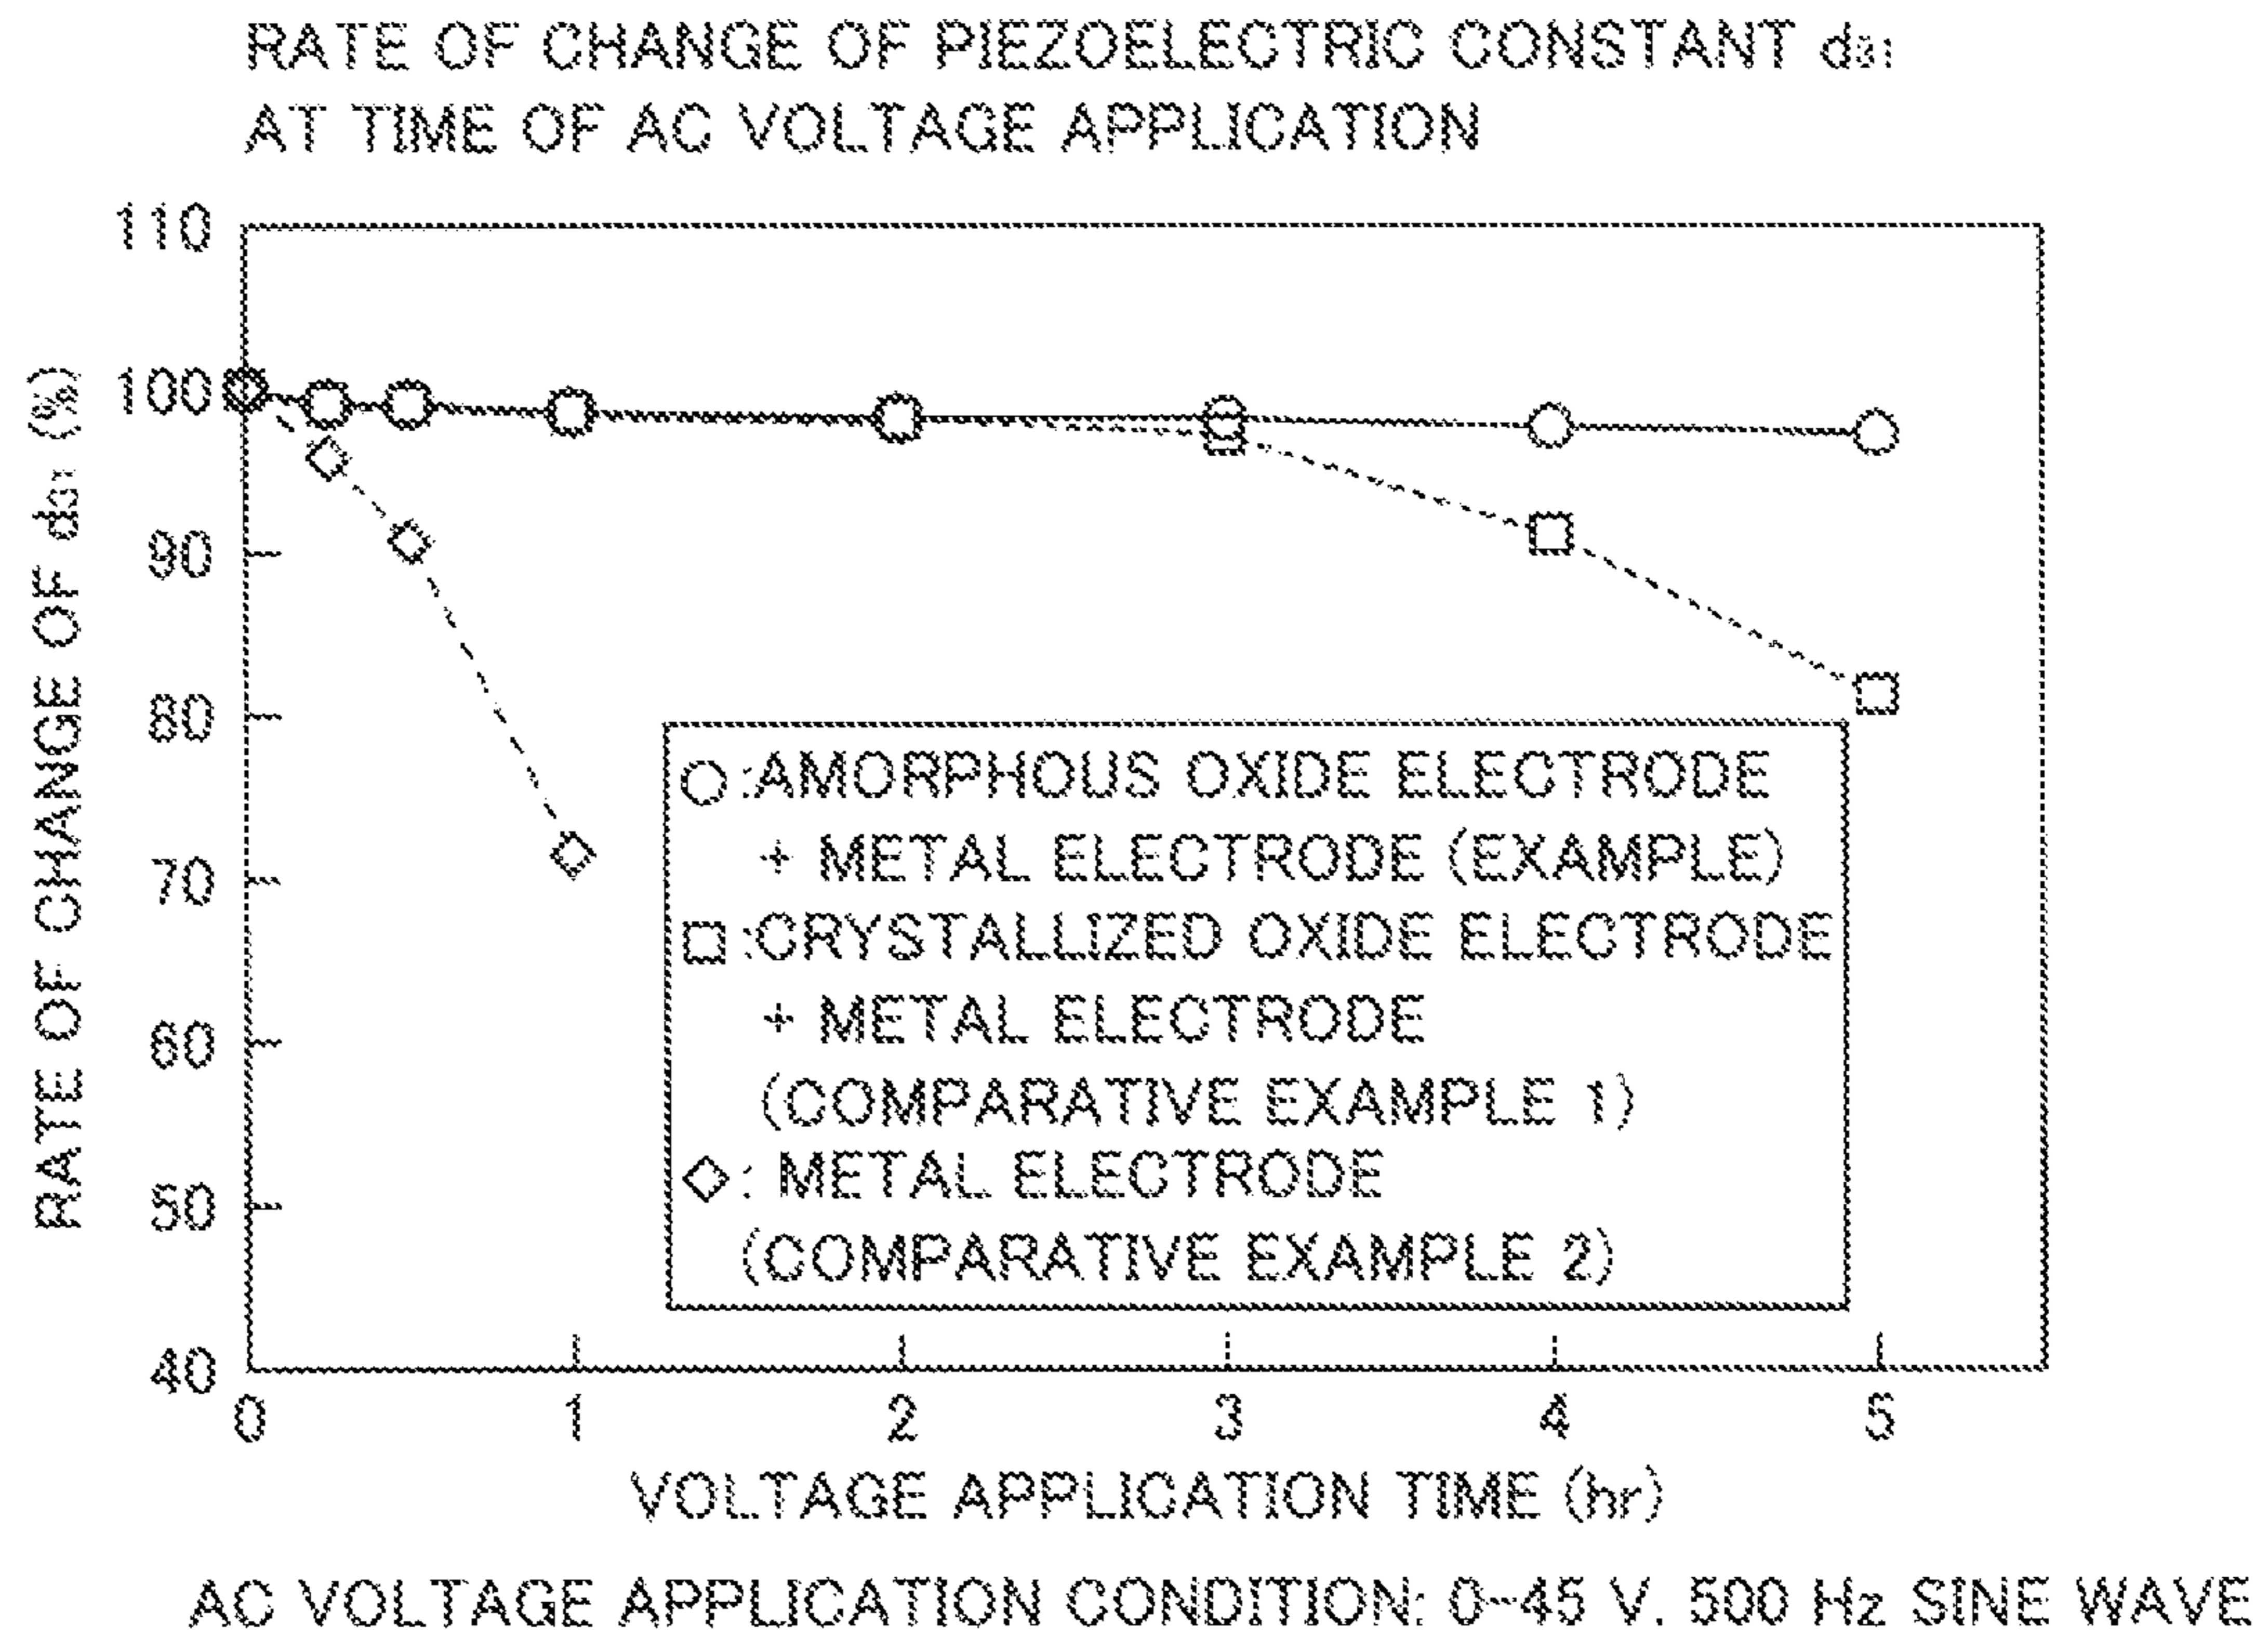 RATE OF CHANGE OF PIEZOELECTRIC CONSTANT d31
AT TIME OF AC VOLTAGE APPLICATION
RATE OF CHANGE OF d31 (%)
110
100
90
80
70
60
50
40
○:AMORPHOUS OXIDE ELECTRODE
+ METAL ELECTRODE (EXAMPLE)
□:CRYSTALLIZED OXIDE ELECTRODE
+ METAL ELECTRODE
(COMPARATIVE EXAMPLE 1)
◇: METAL ELECTRODE
(COMPARATIVE EXAMPLE 2)
0 1 2 3 4 5
VOLTAGE APPLICATION TIME (hr)
AC VOLTAGE APPLICATION CONDITION: 0-45 V. 500 Hz SINE WAVE